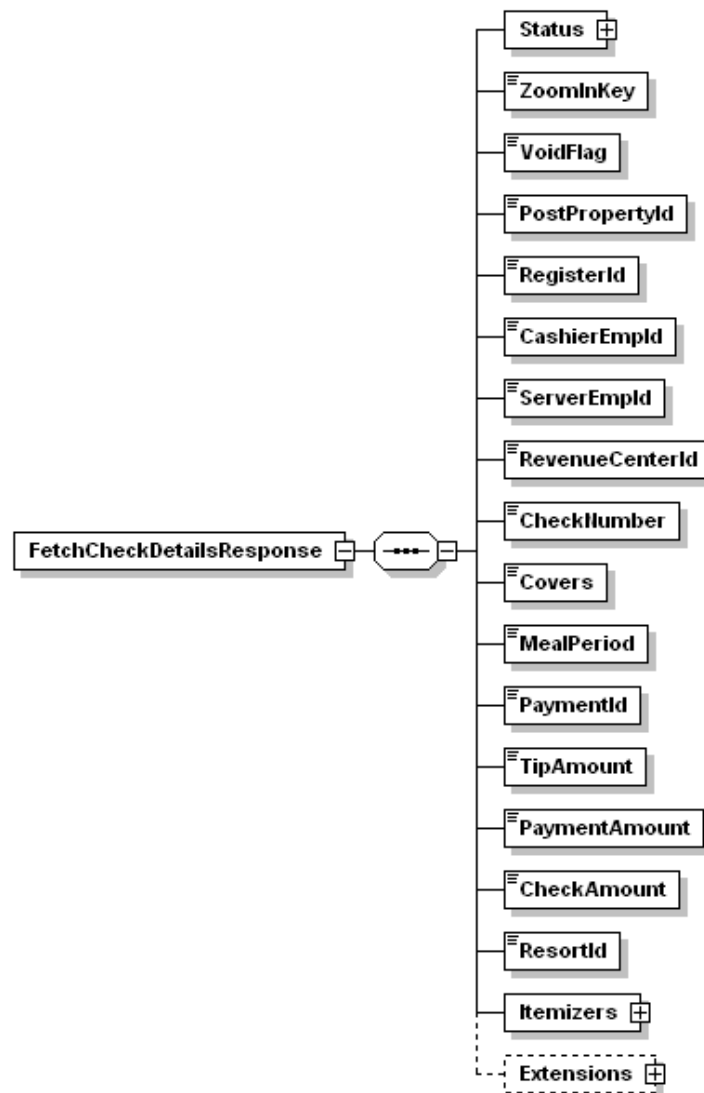 Status
ZoomInKey
VoidFlag
PostPropertyId
RegisterId
CashierEmpId
ServerEmpId
RevenueCenterId
CheckNumber
FetchCheckDetailsResponse
Covers
MealPeriod
PaymentId
TipAmount
PaymentAmount
CheckAmount
ResortId
Itemizers
Extensions